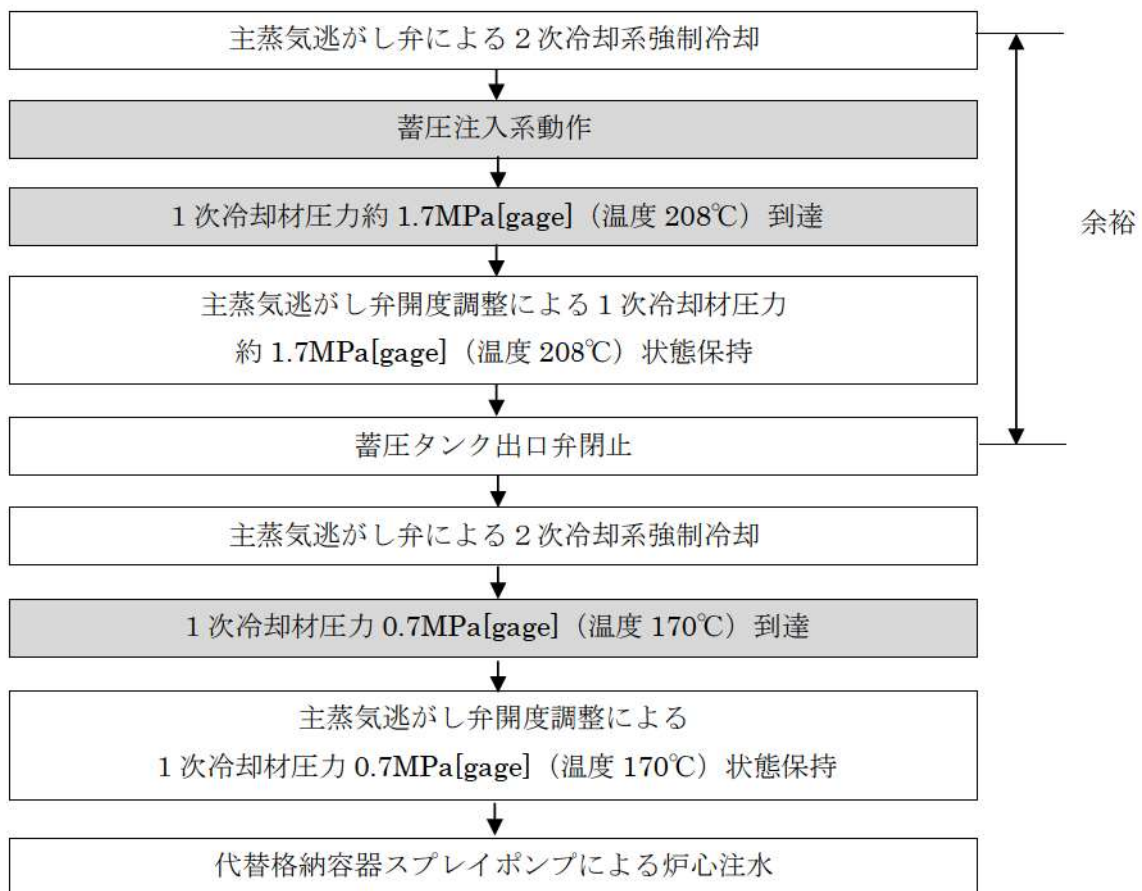 主蒸気逃がし弁による２次冷却系強制冷却
蓄圧注入系動作
１次冷却材圧力約 1.7MPa[gage]（温度 208℃）到達
余裕
主蒸気逃がし弁開度調整による１次冷却材圧力
約 1.7MPa[gage]（温度 208℃）状態保持
蓄圧タンク出口弁閉止
主蒸気逃がし弁による２次冷却系強制冷却
１次冷却材圧力 0.7MPa[gage]（温度 170℃）到達
主蒸気逃がし弁開度調整による
１次冷却材圧力 0.7MPa[gage]（温度 170℃）状態保持
代替格納容器スプレイポンプによる炉心注水